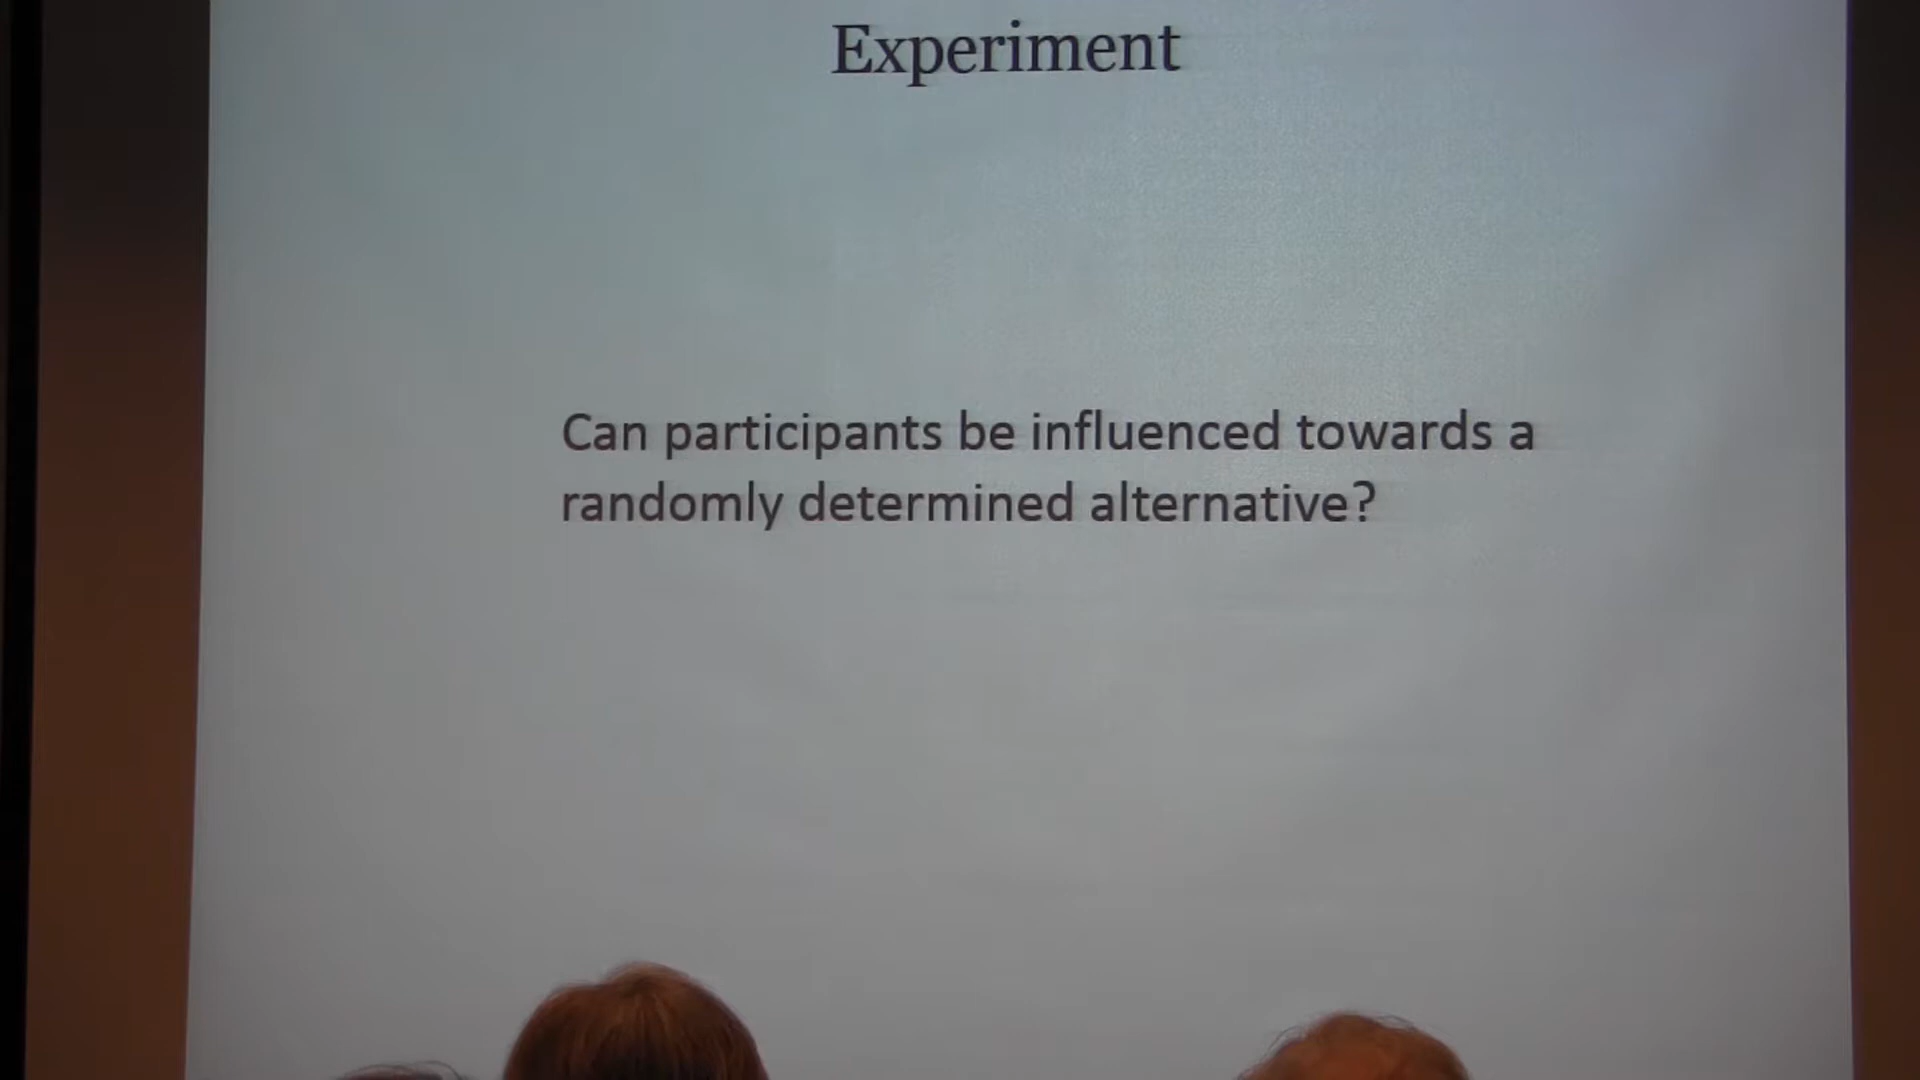 Experiment
Can participants be influenced towards a
randomly determined alternative?